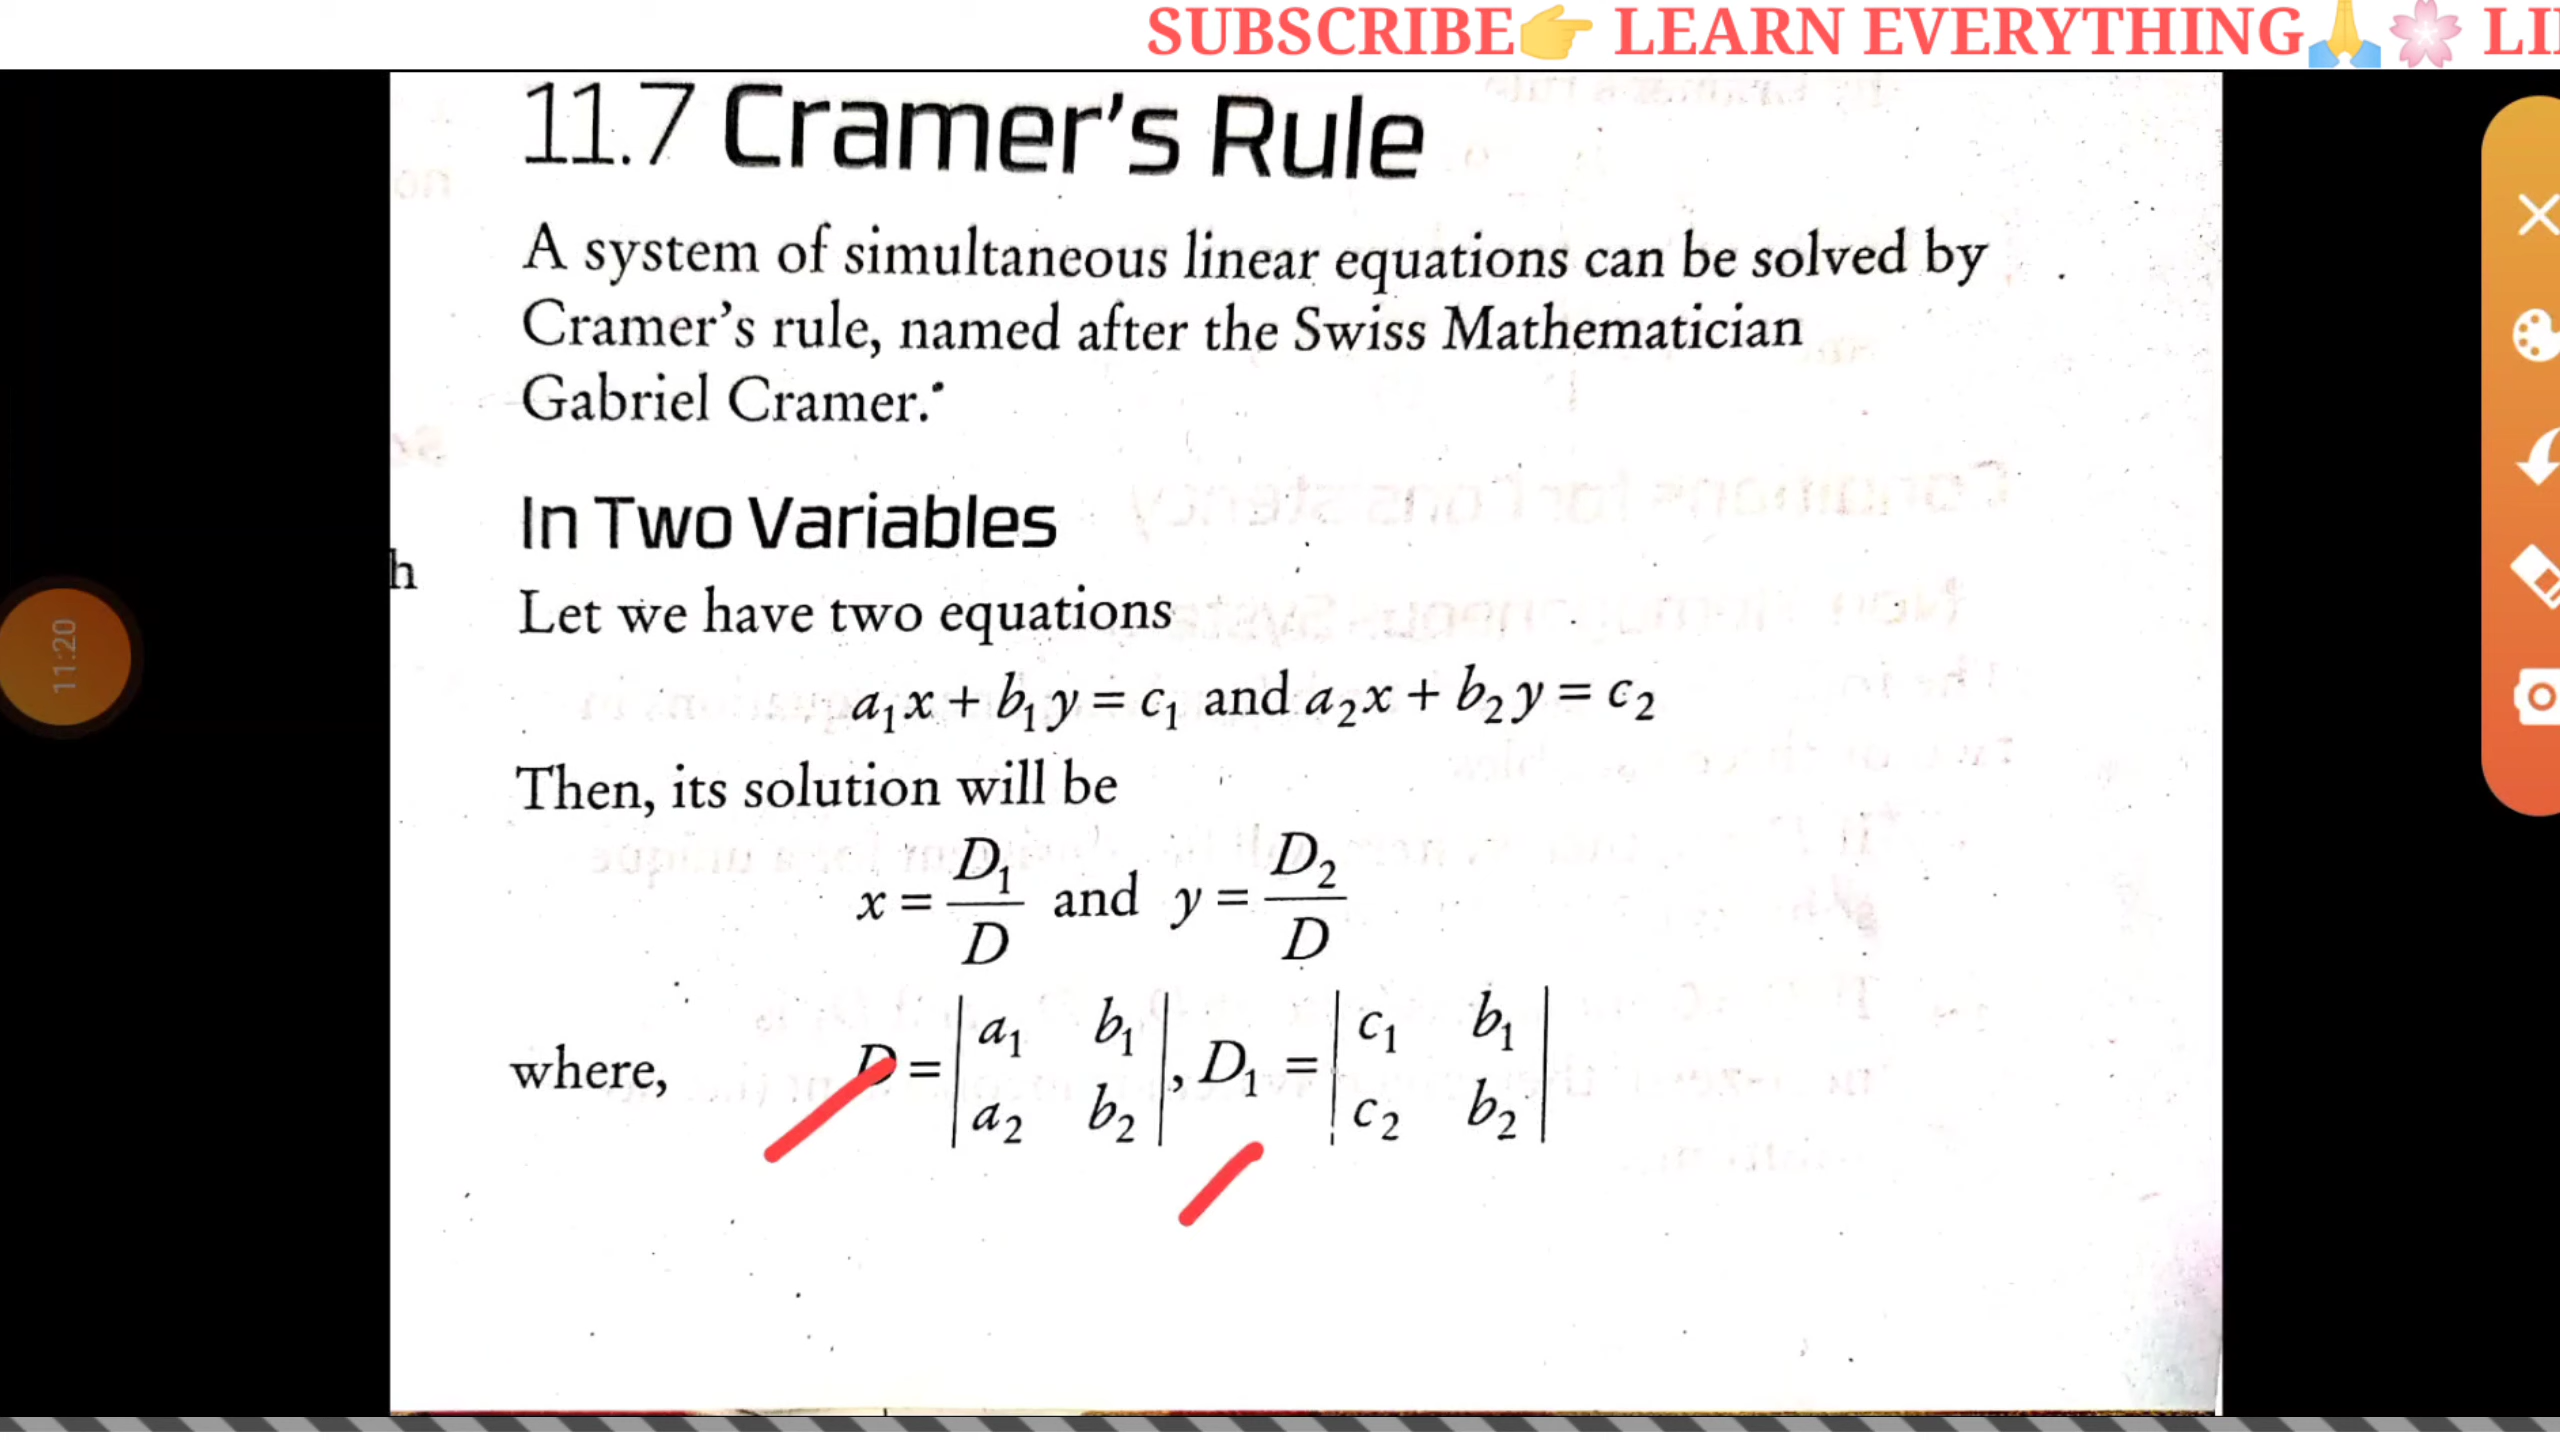 SUBSCRIBE👉 LEARN EVERYTHING🙏🌸 LI
11.7 Cramer's Rule
A system of simultaneous linear equations can be solved by
Cramer's rule, named after the Swiss Mathematician
Gabriel Cramer.
In Two Variables
h
Let we have two equations
a₁x + b₁y = c₁ and a₂x + b₂y = c₂
Then, its solution will be
x = D₁/D and y = D₂/D
where, D = |a₁ b₁; a₂ b₂|, D₁ = |c₁ b₁; c₂ b₂|
11:20